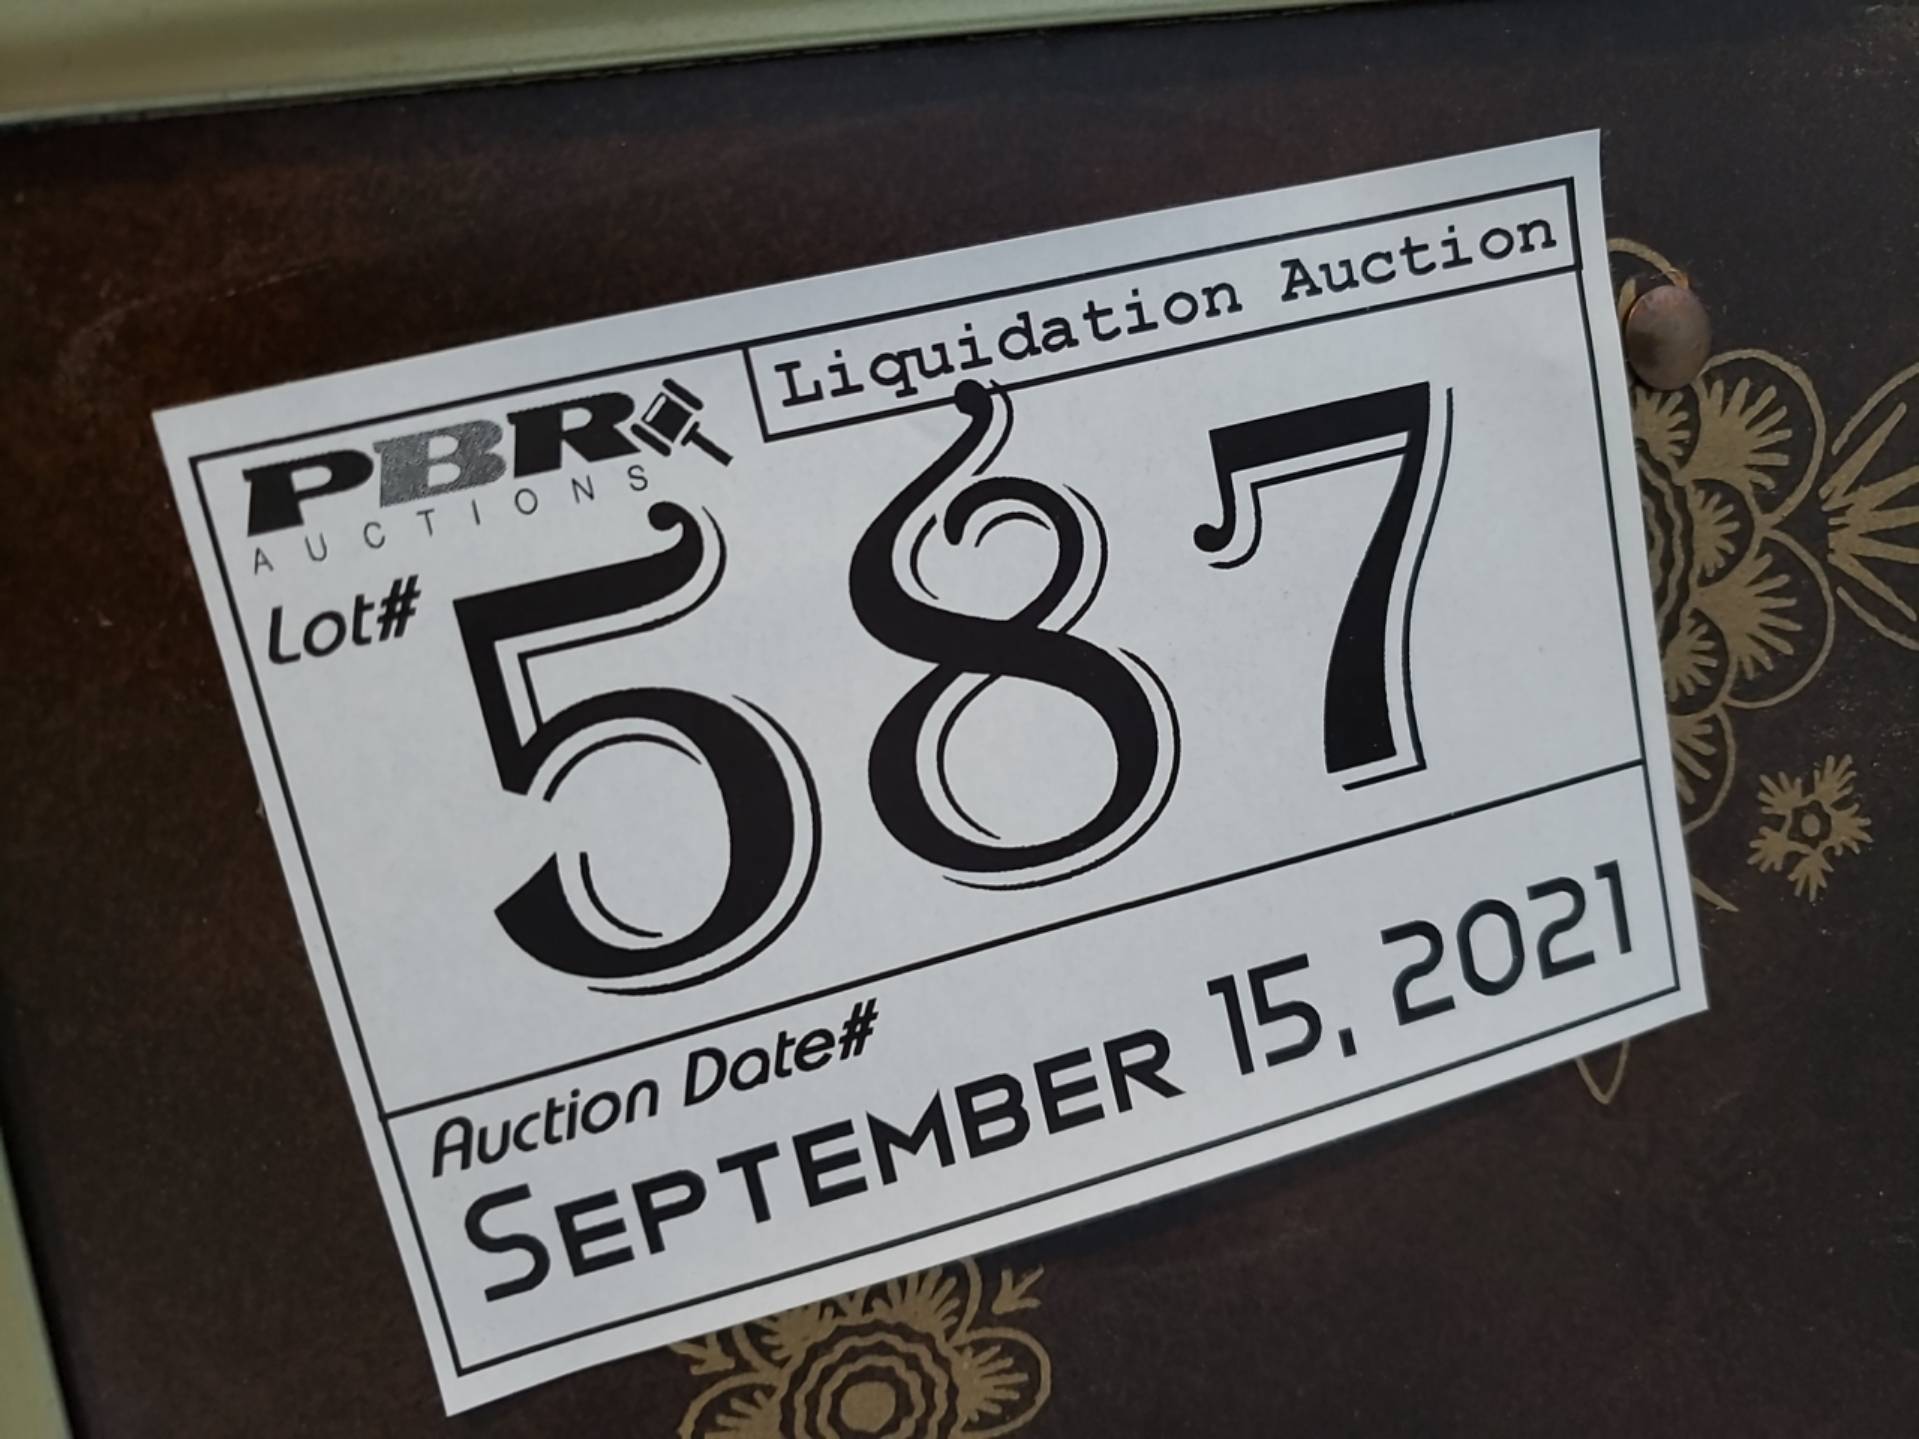 Liquidation Auction
PBR
AUCTIONS
Lot# 587
Auction Date#
SEPTEMBER 15, 2021